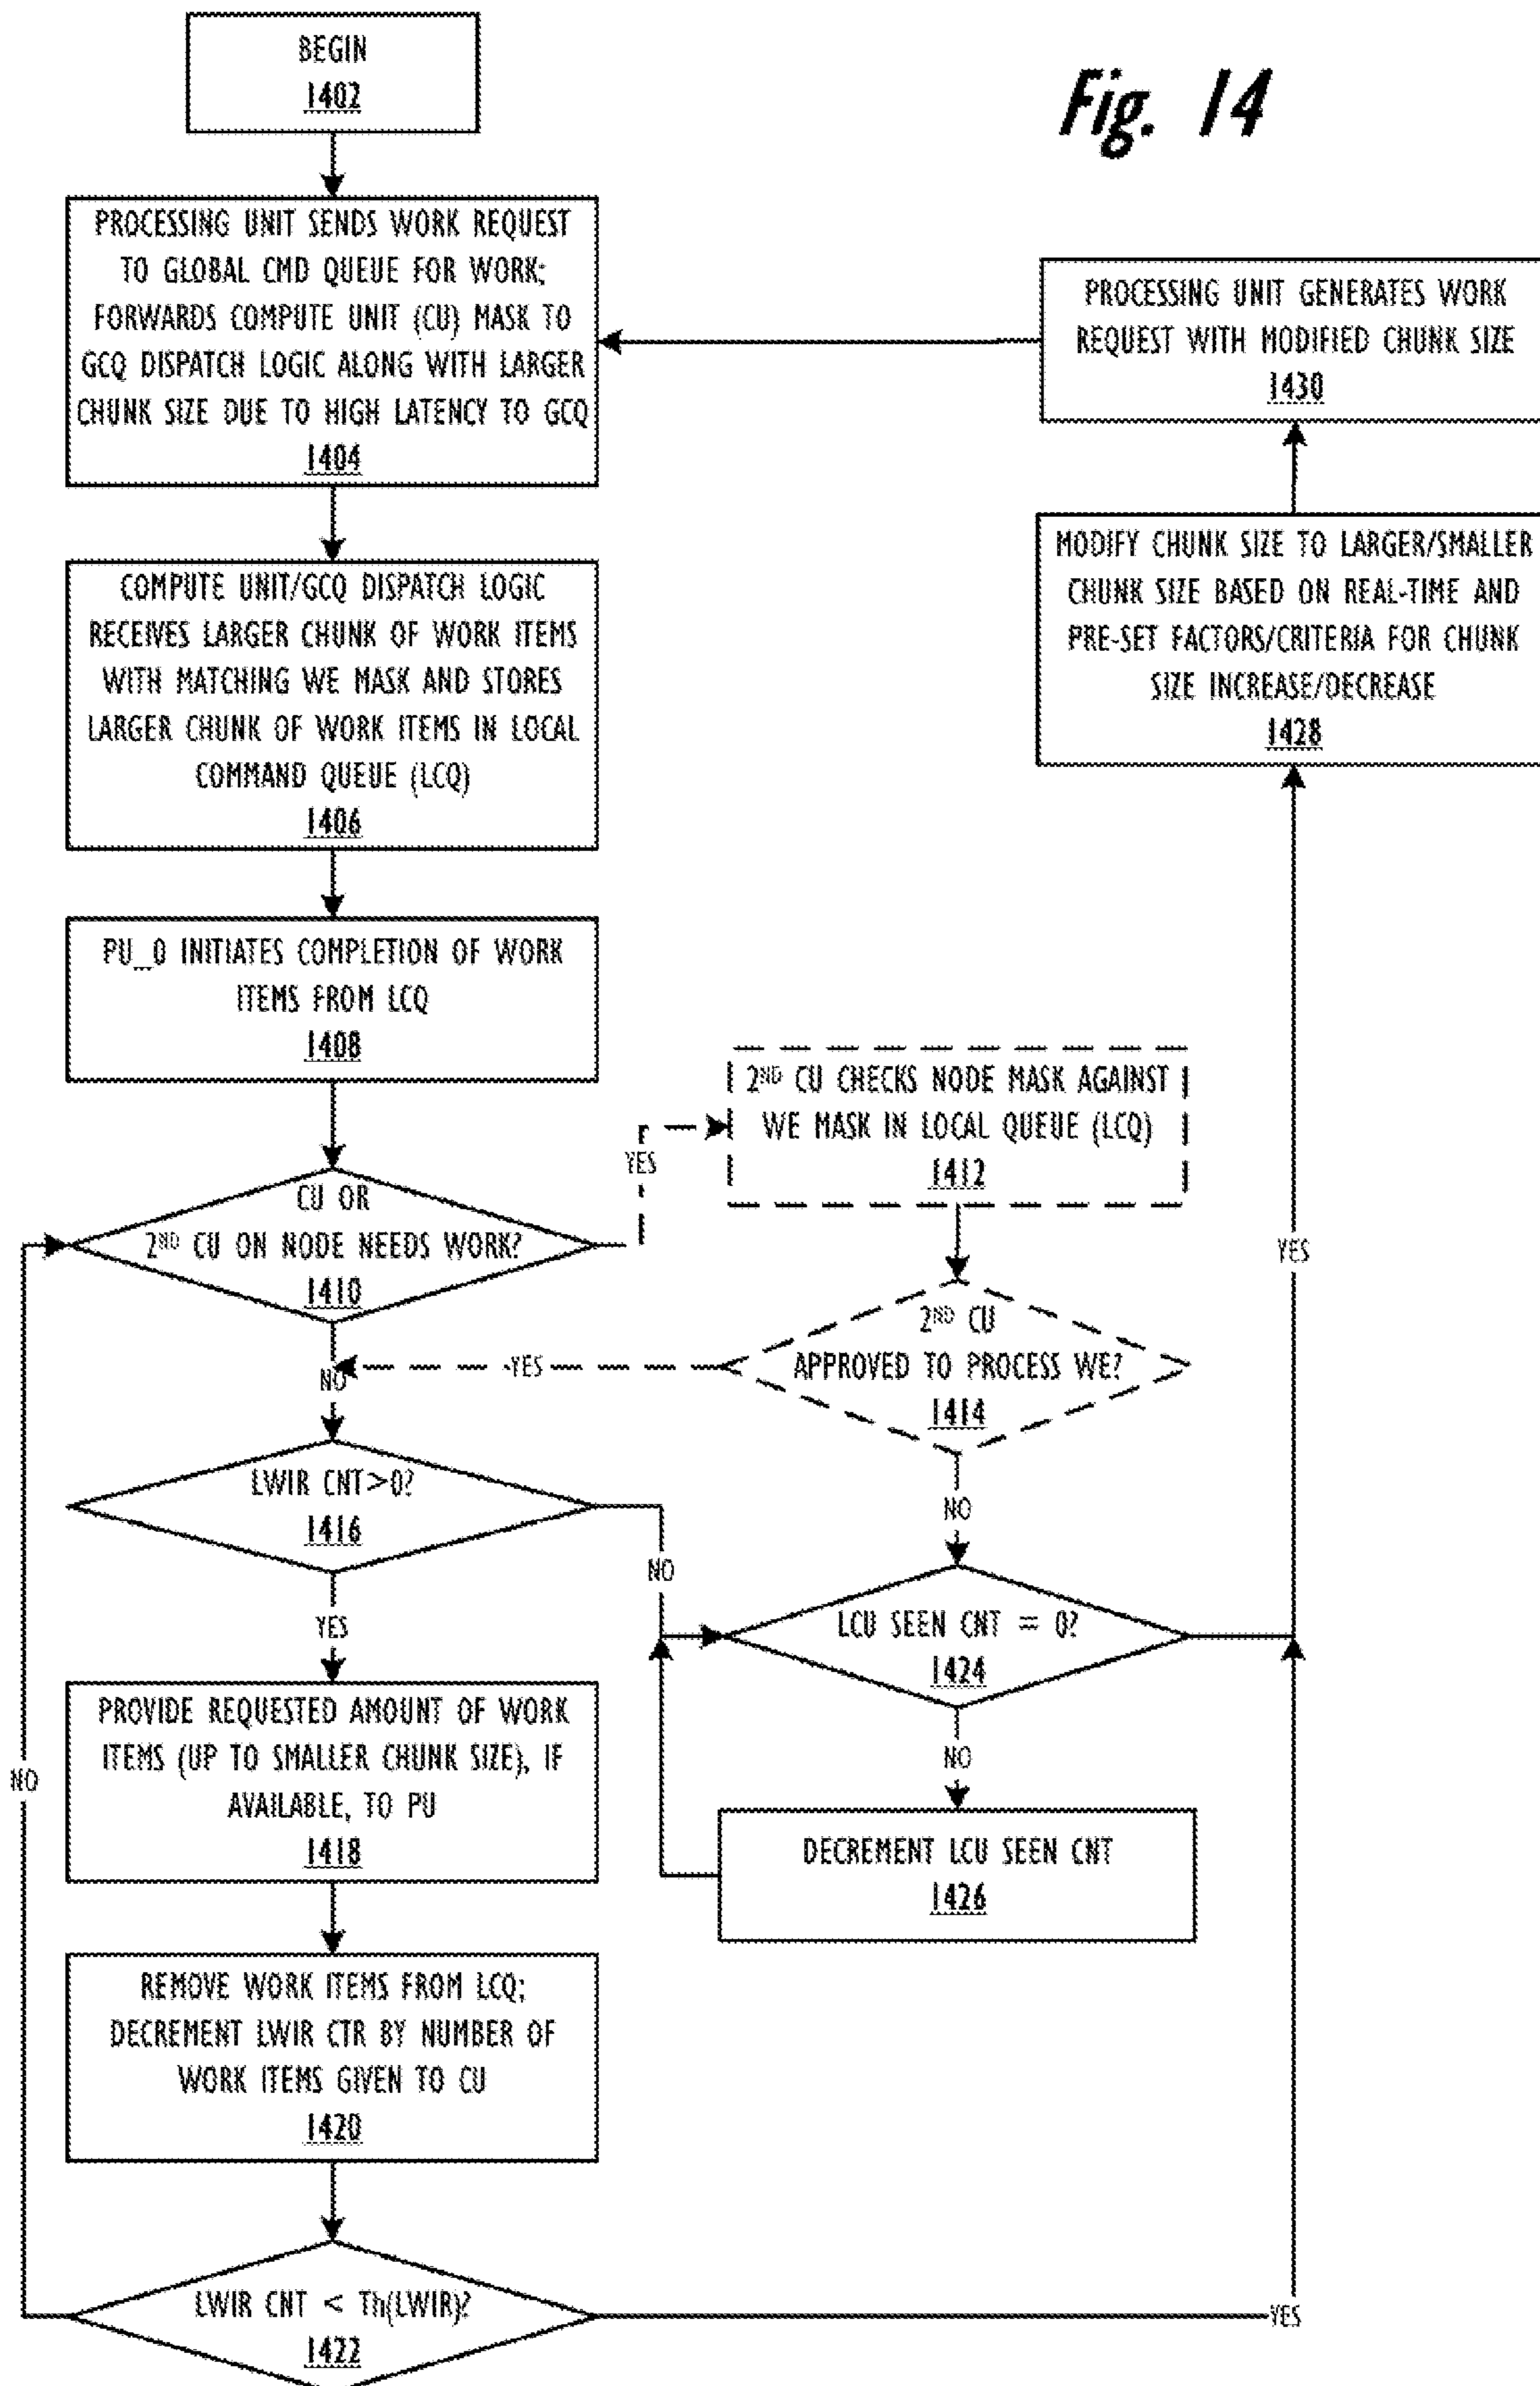 Fig. 14
BEGIN
1402
PROCESSING UNIT SENDS WORK REQUEST
TO GLOBAL CMD QUEUE FOR WORK;
FORWARDS COMPUTE UNIT (CU) MASK TO
GCQ DISPATCH LOGIC ALONG WITH LARGER
CHUNK SIZE DUE TO HIGH LATENCY TO GCQ
1404
COMPUTE UNIT/GCQ DISPATCH LOGIC
RECEIVES LARGER CHUNK OF WORK ITEMS
WITH MATCHING WE MASK AND STORES
LARGER CHUNK OF WORK ITEMS IN LOCAL
COMMAND QUEUE (LCQ)
1406
PU_0 INITIATES COMPLETION OF WORK
ITEMS FROM LCQ
1408
CU OR
2ND CU ON NODE NEEDS WORK?
1410
YES
2ND CU CHECKS NODE MASK AGAINST
WE MASK IN LOCAL QUEUE (LCQ)
1412
2ND CU
APPROVED TO PROCESS WE?
1414
YES
NO
NO
LWIR CNT>0?
1416
NO
YES
PROVIDE REQUESTED AMOUNT OF WORK
ITEMS (UP TO SMALLER CHUNK SIZE), IF
AVAILABLE, TO PU
1418
REMOVE WORK ITEMS FROM LCQ;
DECREMENT LWIR CTR BY NUMBER OF
WORK ITEMS GIVEN TO CU
1420
LWIR CNT < Th(LWIR)?
1422
NO
YES
LCU SEEN CNT = 0?
1424
NO
DECREMENT LCU SEEN CNT
1426
YES
MODIFY CHUNK SIZE TO LARGER/SMALLER
CHUNK SIZE BASED ON REAL-TIME AND
PRE-SET FACTORS/CRITERIA FOR CHUNK
SIZE INCREASE/DECREASE
1428
PROCESSING UNIT GENERATES WORK
REQUEST WITH MODIFIED CHUNK SIZE
1430